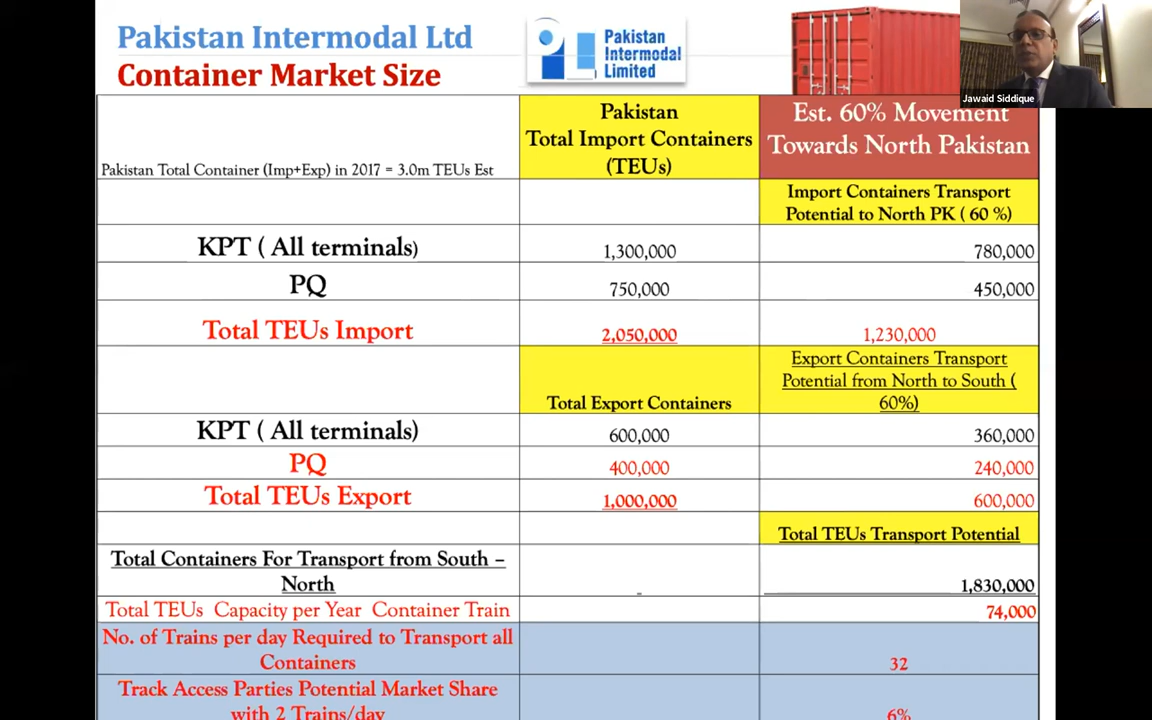 Pakistan Intermodal Ltd
Container Market Size
Pakistan
Intermodal
Limited
Jawaid Siddique
Pakistan
Total Import Containers
(TEUs)
Est. 60% Movement
Towards North Pakistan
Pakistan Total Container (Imp+Exp) in 2017 = 3.0m TEUs Est
Import Containers Transport
Potential to North PK ( 60 %)
KPT ( All terminals) 1,300,000 780,000
PQ 750,000 450,000
Total TEUs Import 2,050,000 1,230,000
Total Export Containers
Export Containers Transport
Potential from North to South (
60%)
KPT ( All terminals) 600,000 360,000
PQ 400,000 240,000
Total TEUs Export 1,000,000 600,000
Total TEUs Transport Potential
Total Containers For Transport from South –
North - 1,830,000
Total TEUs Capacity per Year Container Train 74,000
No. of Trains per day Required to Transport all
Containers 32
Track Access Parties Potential Market Share
with 2 Trains/day 6%